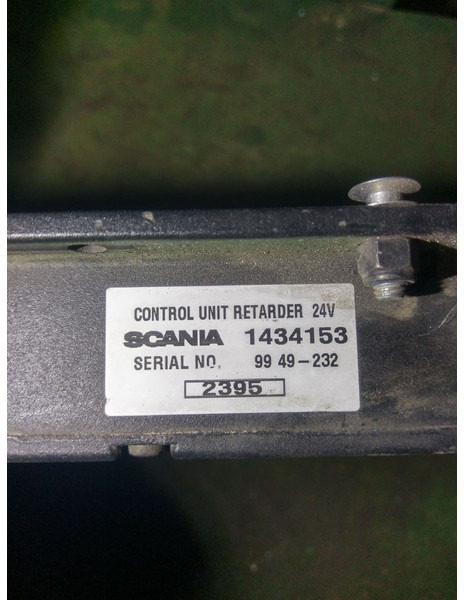 CONTROL UNIT RETARDER 24V
SCANIA 1434153
SERIAL NO. 99 49-232
2395